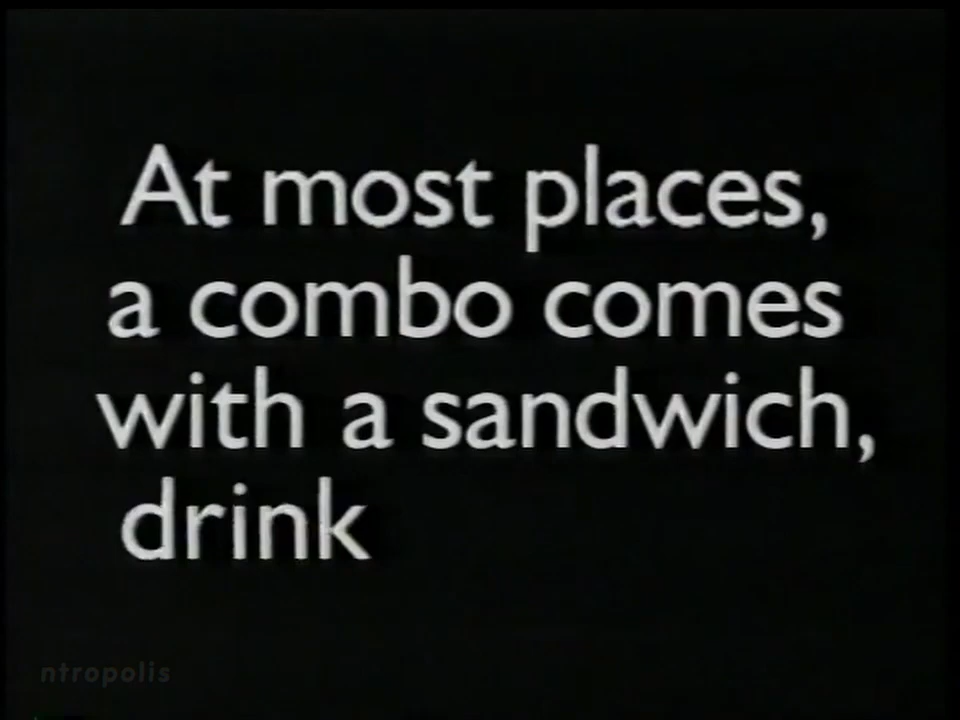 At most places,
a combo comes
with a sandwich,
drink
ntropolis